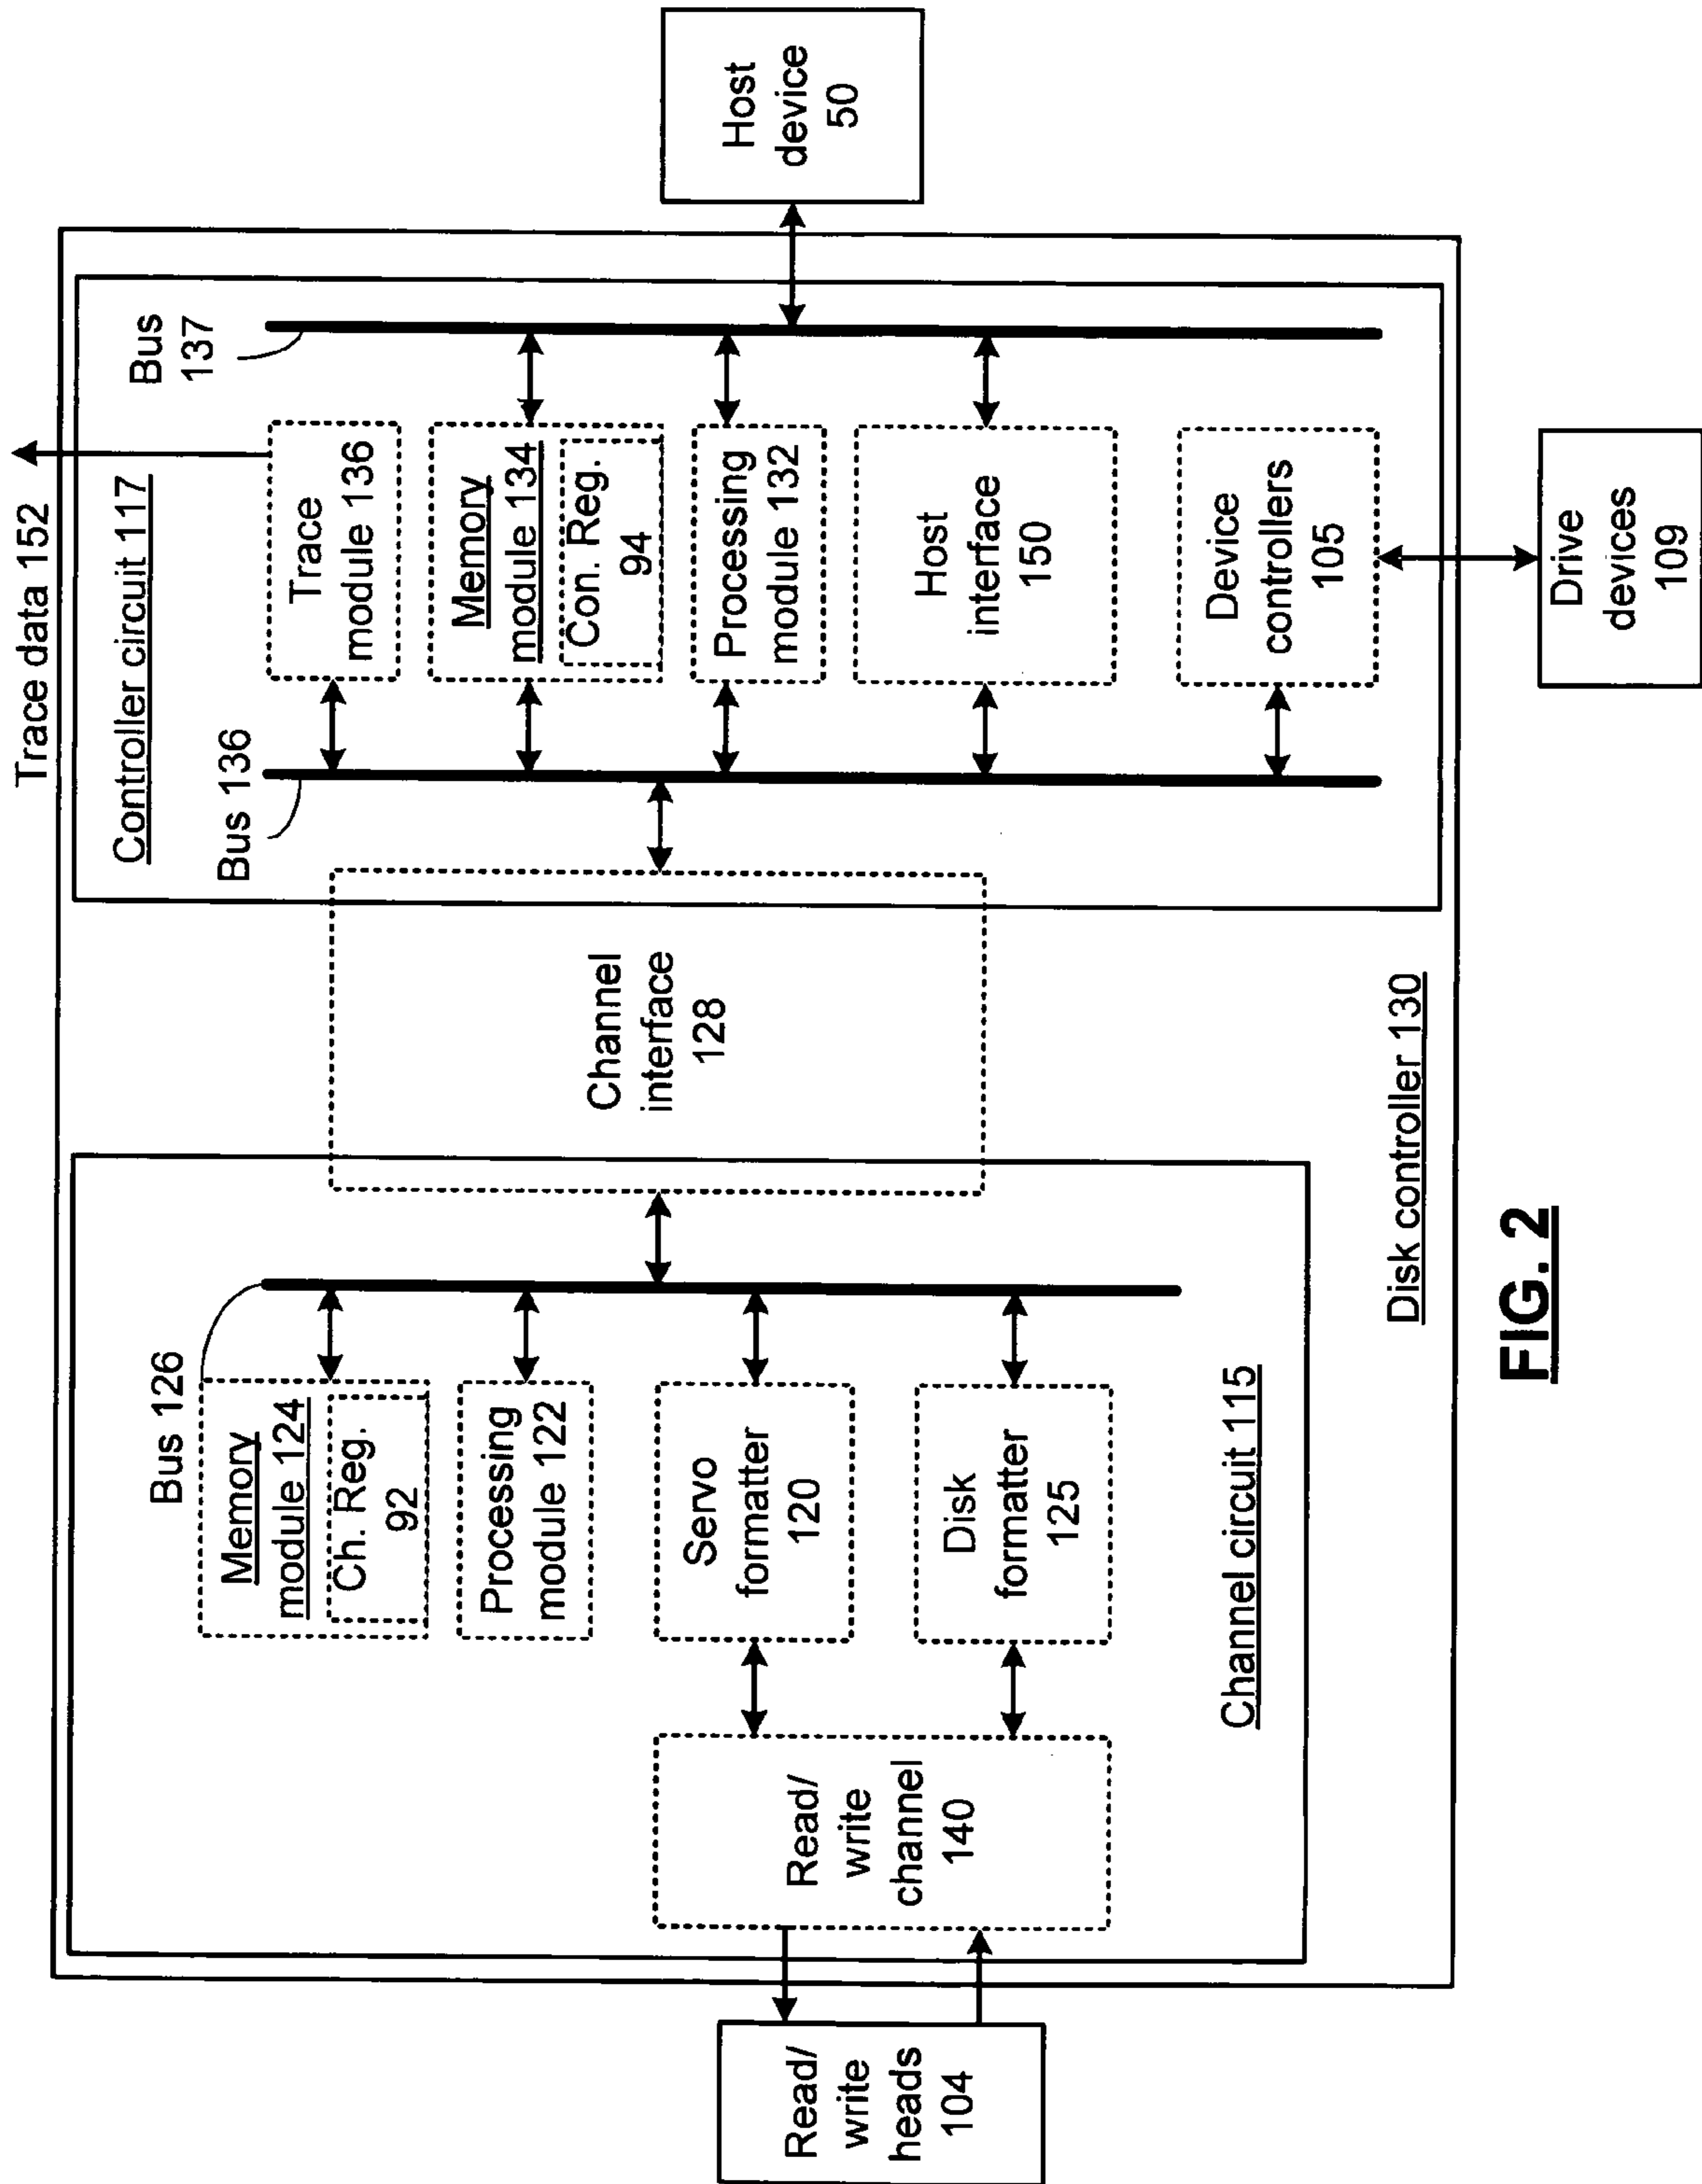 Trace data 152
Controller circuit 117
Bus
137
Bus 136
Trace
module 136
Memory
module 134
Con. Reg.
94
Processing
module 132
Host
interface
150
Device
controllers
105
Host
device
50
Drive
devices
109
Channel
interface
128
Disk controller 130
Bus 126
Memory
module 124
Ch. Reg.
92
Processing
module 122
Servo
formatter
120
Disk
formatter
125
Channel circuit 115
Read/
write
channel
140
Read/
write
heads
104
FIG. 2